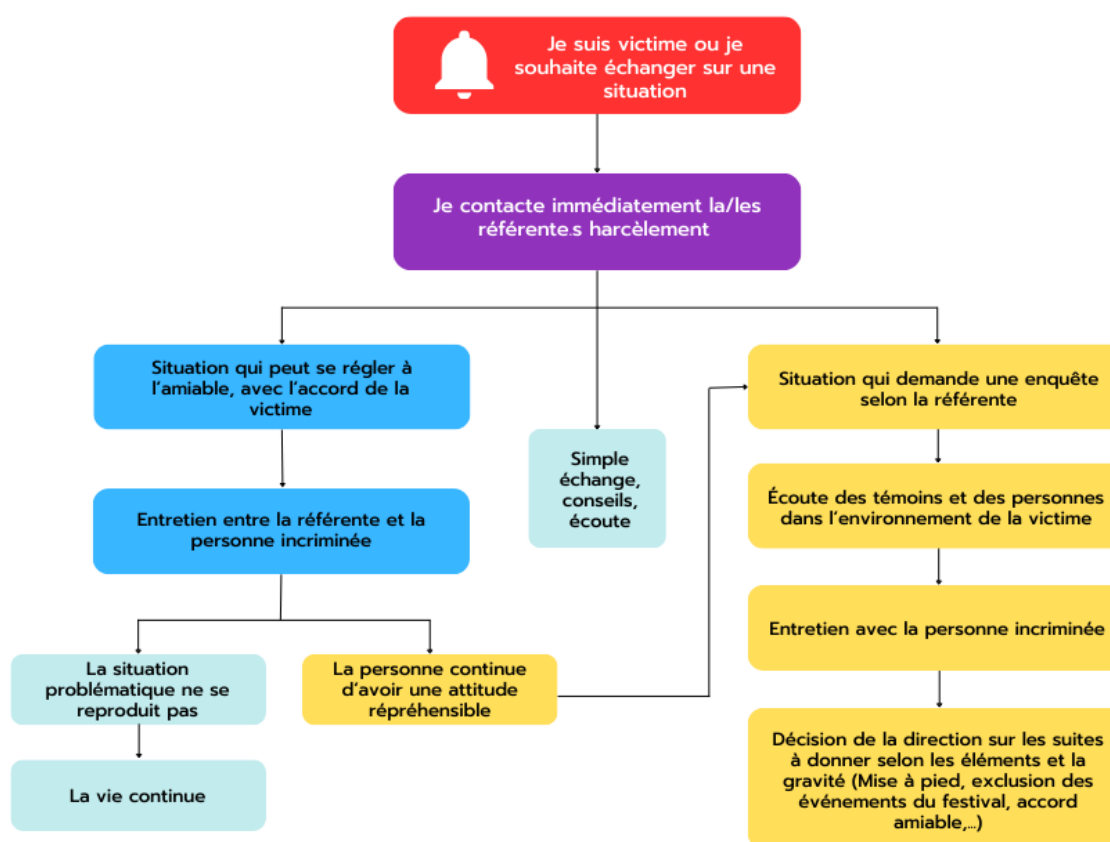 Je suis victime ou je
souhaite échanger sur une
situation
Je contacte immédiatement la/les
référente.s harcèlement
Situation qui peut se régler à
l'amiable, avec l'accord de la
victime
Entretien entre la référente et la
personne incriminée
La situation
problématique ne se
reproduit pas
La vie continue
La personne continue
d'avoir une attitude
répréhensible
Simple
échange,
conseils,
écoute
Situation qui demande une enquête
selon la référente
Écoute des témoins et des personnes
dans l'environnement de la victime
Entretien avec la personne incriminée
Décision de la direction sur les suites
à donner selon les éléments et la
gravité (Mise à pied, exclusion des
événements du festival, accord
amiable,...)